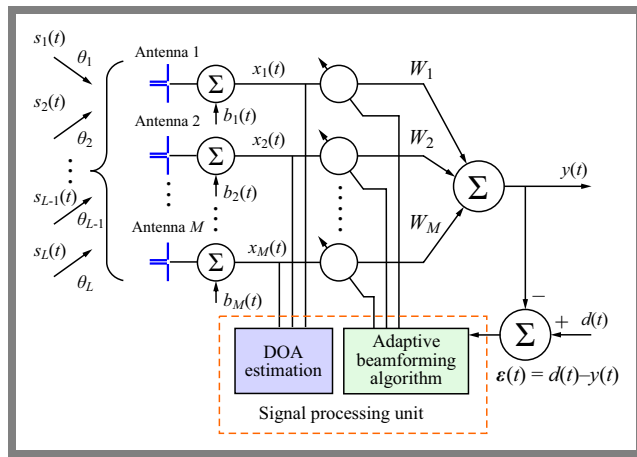 s1(t)
θ1
s2(t)
θ2
sL-1(t)
θL-1
sL(t)
θL
Antenna 1
Σ
x1(t)
b1(t)
W1
Antenna 2
Σ
x2(t)
b2(t)
W2
Antenna M
Σ
xM(t)
bM(t)
WM
Σ
y(t)
−
+
d(t)
Σ
ε(t) = d(t)–y(t)
DOA
estimation
Adaptive
beamforming
algorithm
Signal processing unit